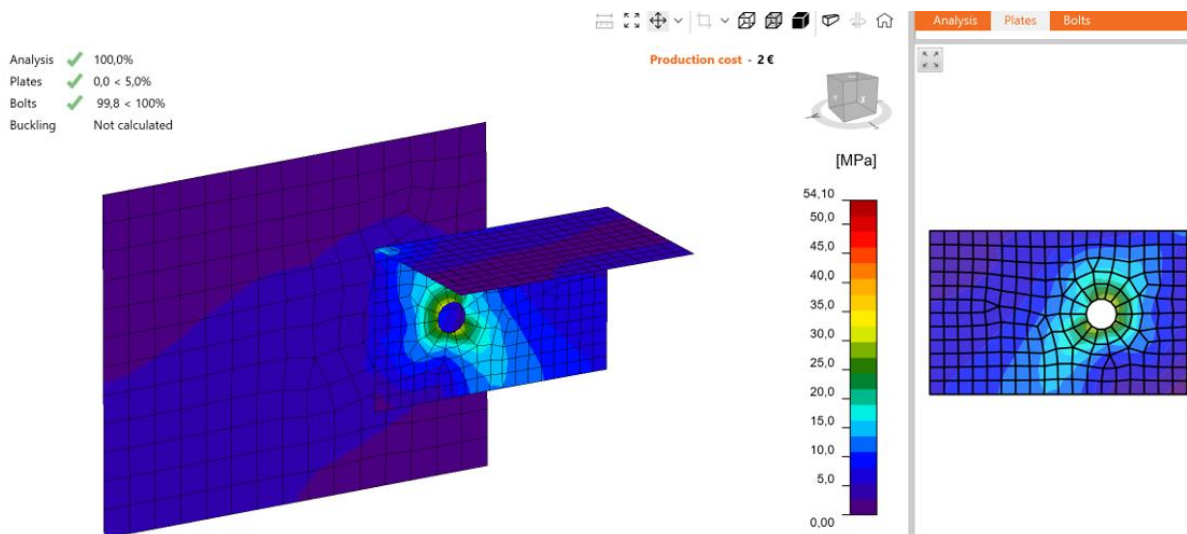 Analysis Plates Bolts
Analysis 100,0%
Production cost - 2 €
Plates 0,0 < 5,0%
Bolts 99,8 < 100%
Buckling Not calculated
[MPa]
54,10
50,0
45,0
40,0
35,0
30,0
25,0
20,0
15,0
10,0
5,0
0,00